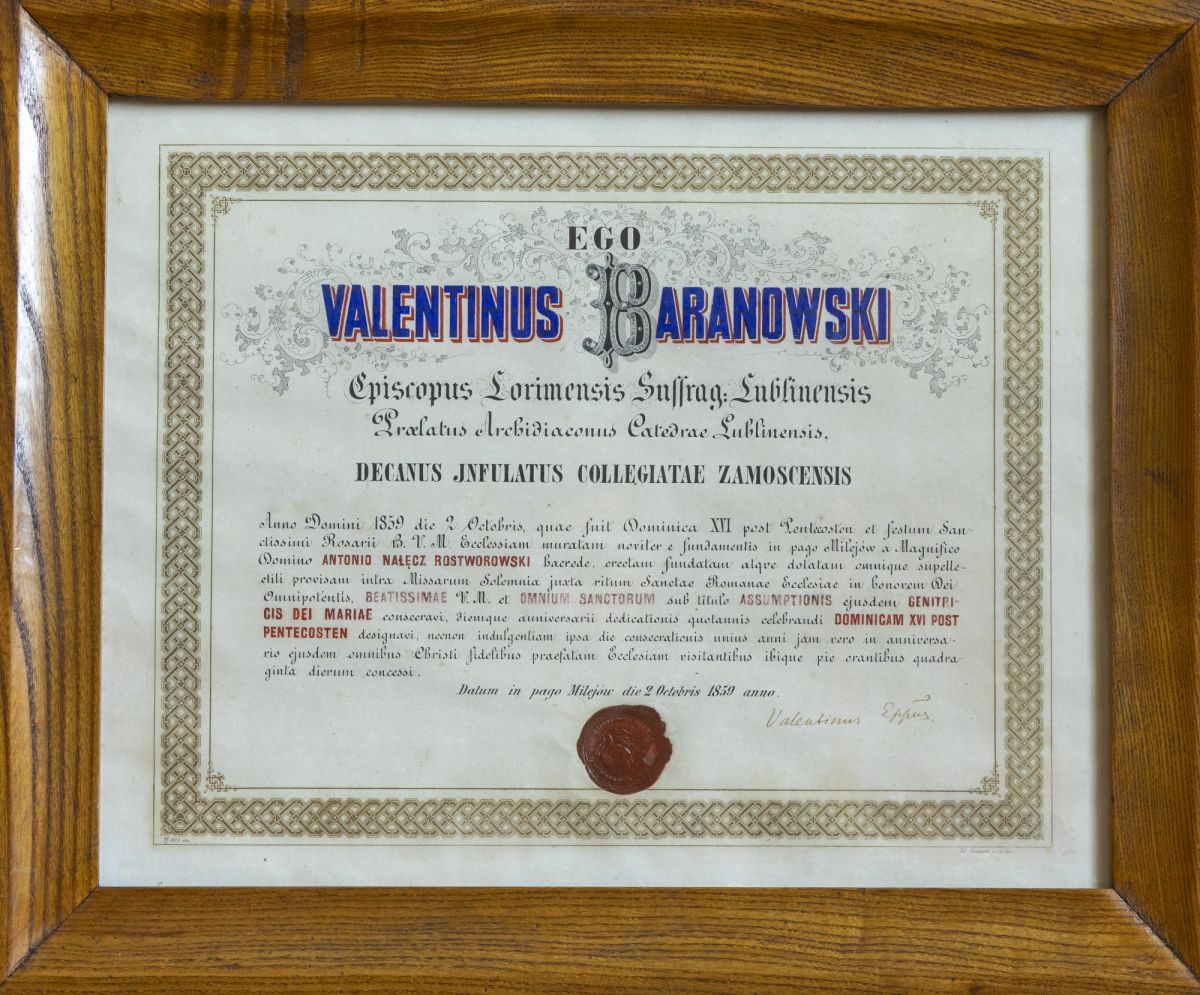 EGO
VALENTINUS BARANOWSKI
Episcopus Lorimensis Suffrag: Lublinensis
Prælatus Archidiaconus Catedrae Lublinensis,
DECANUS JNFULATUS COLLEGIATAE ZAMOSCENSIS
Anno Domini 1859 die 2 Octobris, quae fuit Dominica XVI post Pentecosten et festum San-
ctissimi Rosarii B. V. M. Ecclessiam muratam noviter e fundamentis in pago Milejów a Magnifico
Domino ANTONIO NAŁĘCZ ROSTWOROWSKI haerede, erectam fundatam atqve dotatam omnique supelle-
ctili provisam intra Missarum Solemnia juxta ritum Sanctae Romanae Ecclesiae in honorem Dei
Omnipotentis, BEATISSIMAE V. M. et OMNIUM SANCTORUM sub titulo ASSUMPTIONIS ejusdem GENITRI-
CIS DEI MARIAE consecravi, diemque anniversarii dedicationis quotannis celebrandi DOMINICAM XVI POST
PENTECOSTEN designavi, necnon indulgentiam ipsa die consecrationis unius anni jam vero in anniversa-
rio ejusdem omnibus Christi fidelibus praefatam Ecclesiam visitantibus ibique pie orantibus quadra-
ginta dierum concessi.
Datum in pago Milejów die 2 Octobris 1859 anno.
Valentinus Eppus.